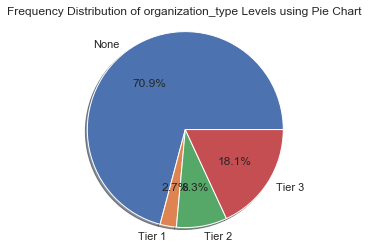 Frequency Distribution of organization_type Levels using Pie Chart
None
70.9%
18.1%
2.7%
8.3%
Tier 3
Tier 1
Tier 2